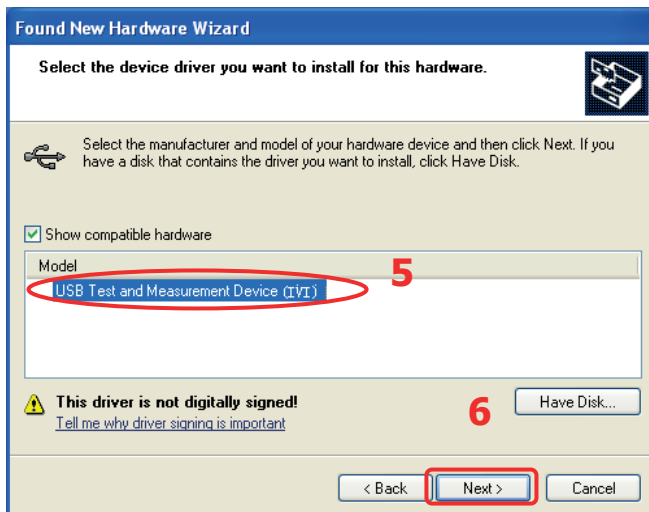 Found New Hardware Wizard
Select the device driver you want to install for this hardware.
Select the manufacturer and model of your hardware device and then click Next. If you
have a disk that contains the driver you want to install, click Have Disk.
Show compatible hardware
Model
5
USB Test and Measurement Device (IVI)
This driver is not digitally signed!
Tell me why driver signing is important
6
Have Disk...
< Back
Next >
Cancel